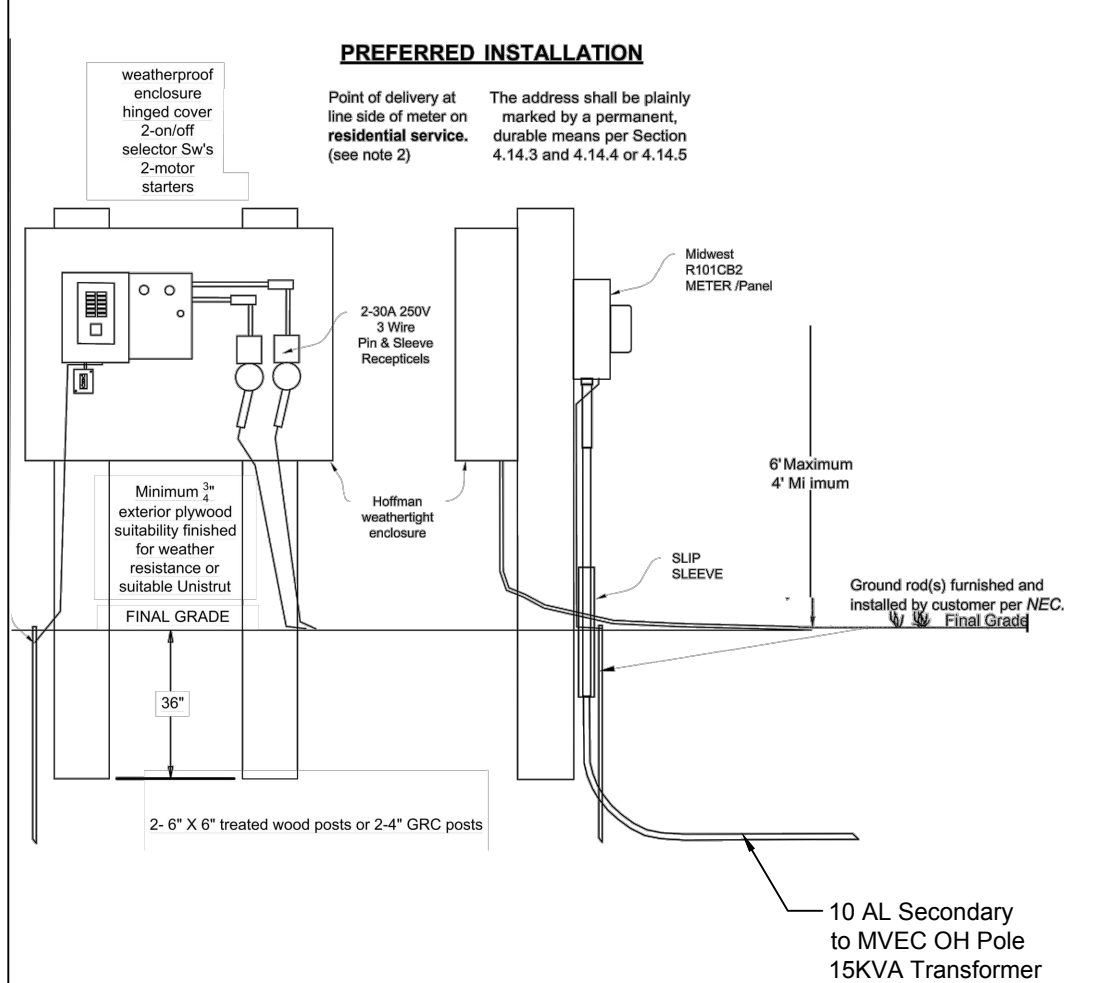 PREFERRED INSTALLATION
weatherproof
enclosure
hinged cover
2-on/off
selector Sw's
2-motor
starters
Point of delivery at
line side of meter on
residential service.
(see note 2)
The address shall be plainly
marked by a permanent,
durable means per Section
4.14.3 and 4.14.4 or 4.14.5
Midwest
R101CB2
METER /Panel
2-30A 250V
3 Wire
Pin & Sleeve
Recepticels
6' Maximum
4' Mi imum
Minimum 3/4"
exterior plywood
suitability finished
for weather
resistance or
suitable Unistrut
Hoffman
weathertight
enclosure
SLIP
SLEEVE
Ground rod(s) furnished and
installed by customer per NEC.
Final Grade
FINAL GRADE
36"
2- 6" X 6" treated wood posts or 2-4" GRC posts
10 AL Secondary
to MVEC OH Pole
15KVA Transformer